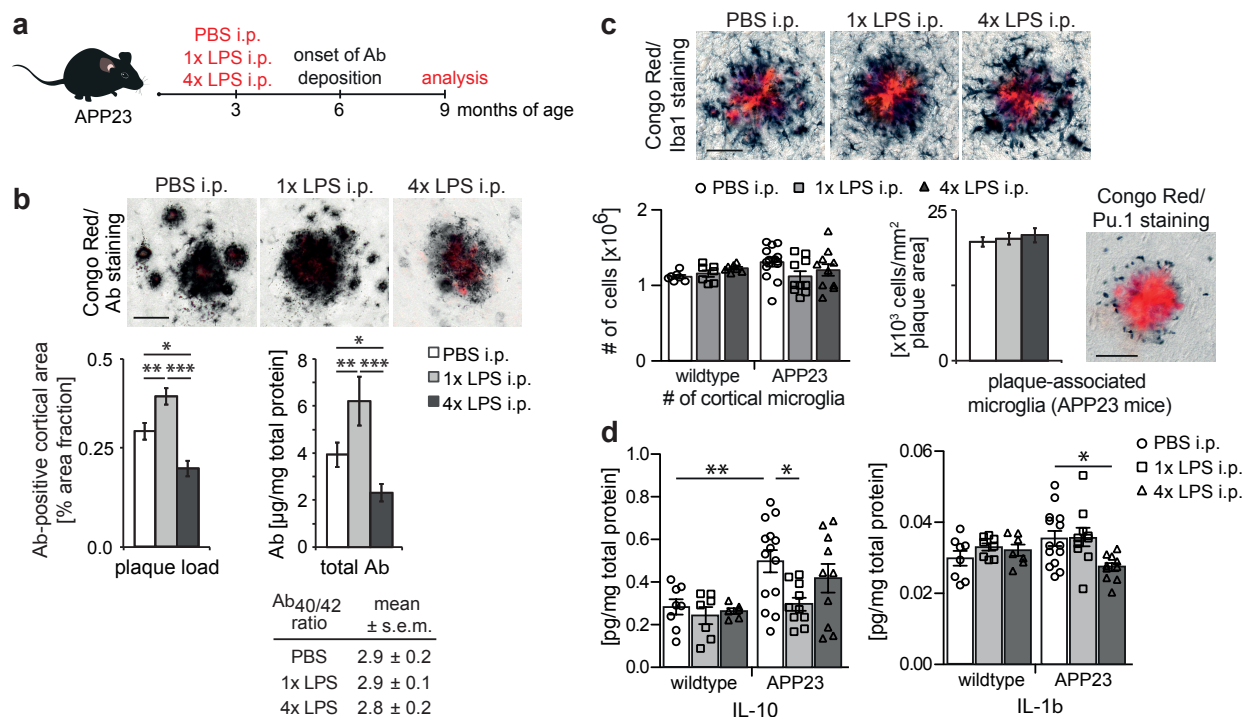 a
PBS i.p.
1x LPS i.p.
4x LPS i.p.
onset of Ab
deposition
analysis
APP23
3
6
9
months of age
b
PBS i.p.
1x LPS i.p.
4x LPS i.p.
Congo Red/
Ab staining
Ab-positive cortical area
[% area fraction]
0.5
0.25
0.0
*
** ***
plaque load
Ab [µg/mg total protein]
8
6
4
2
0
*
** ***
total Ab
PBS i.p.
1x LPS i.p.
4x LPS i.p.
Ab40/42
ratio
mean
± s.e.m.
PBS 2.9 ± 0.2
1x LPS 2.9 ± 0.1
4x LPS 2.8 ± 0.2
c
PBS i.p.
1x LPS i.p.
4x LPS i.p.
Congo Red/
Iba1 staining
PBS i.p.
1x LPS i.p.
4x LPS i.p.
# of cells [x10⁶]
2
1
0
wildtype
APP23
# of cortical microglia
[x10³ cells/mm²
plaque area]
25
0
plaque-associated
microglia (APP23 mice)
Congo Red/
Pu.1 staining
d
[pg/mg total protein]
1.0
0.8
0.6
0.4
0.2
0.0
**
*
wildtype
APP23
IL-10
[pg/mg total protein]
0.06
0.04
0.02
0.00
*
wildtype
APP23
IL-1b
PBS i.p.
1x LPS i.p.
4x LPS i.p.